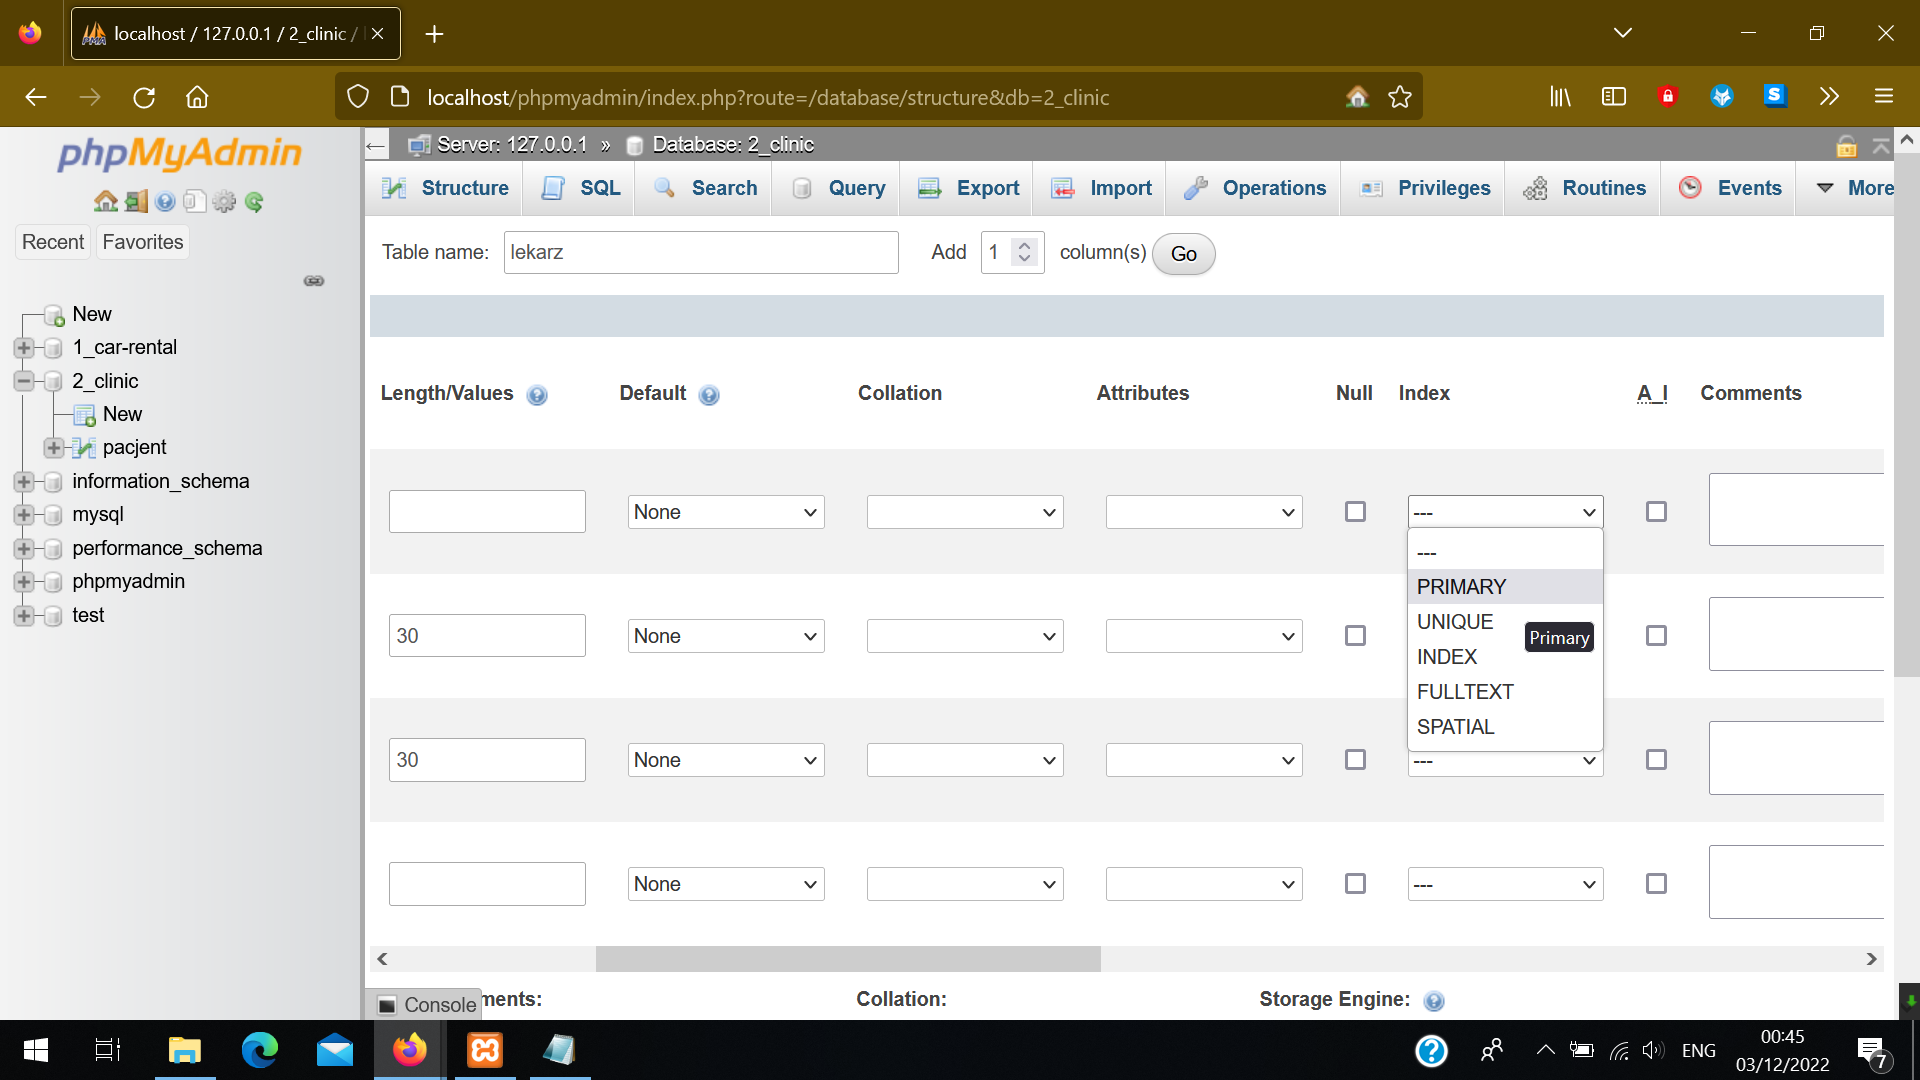 localhost / 127.0.0.1 / 2_clinic /
localhost/phpmyadmin/index.php?route=/database/structure&db=2_clinic
phpMyAdmin
Recent
Favorites
New
1_car-rental
2_clinic
New
pacjent
information_schema
mysql
performance_schema
phpmyadmin
test
Server: 127.0.0.1 » Database: 2_clinic
Structure SQL Search Query Export Import Operations Privileges Routines Events More
Table name: lekarz Add 1 column(s) Go
Length/Values Default Collation Attributes Null Index A_I Comments
None ---
---
PRIMARY
UNIQUE
Primary
INDEX
FULLTEXT
SPATIAL
30 None
30 None ---
None ---
Console
ments: Collation: Storage Engine:
ENG
00:45
03/12/2022
7